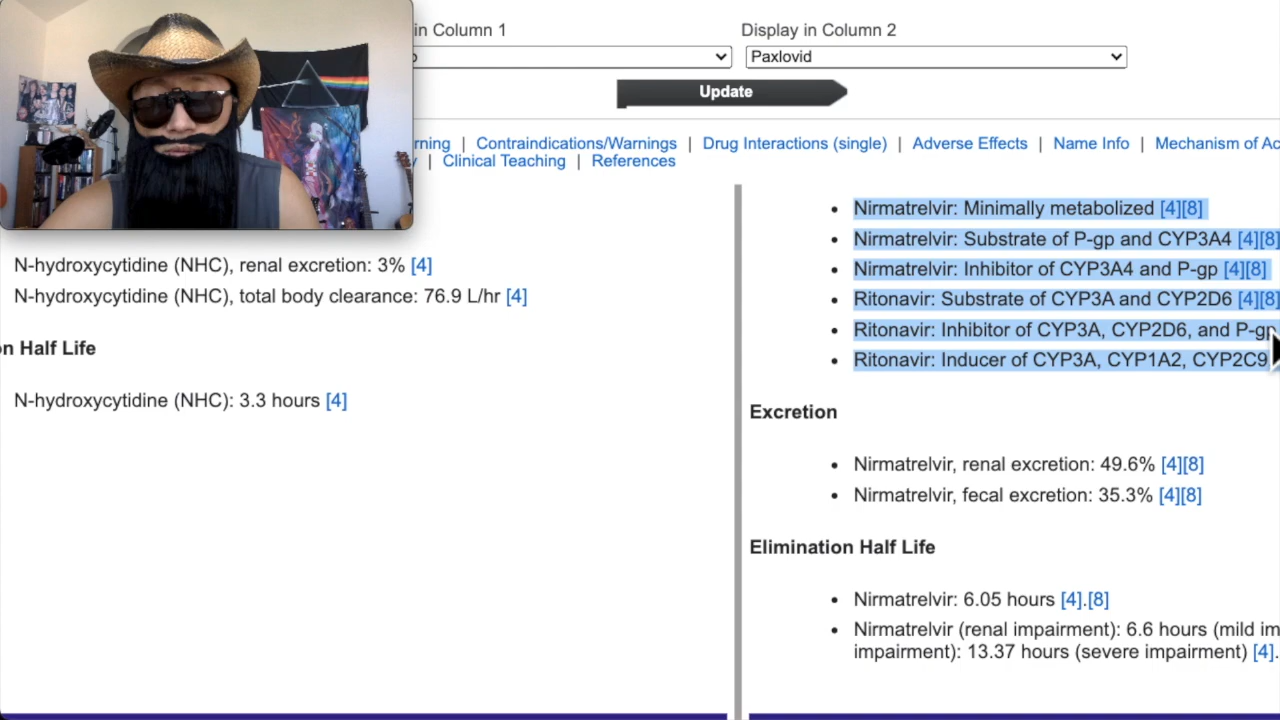 in Column 1
Display in Column 2
Paxlovid
Update
Contraindications/Warnings | Drug Interactions (single) | Adverse Effects | Name Info | Mechanism of Ac
| Clinical Teaching | References
Nirmatrelvir: Minimally metabolized [4][8]
Nirmatrelvir: Substrate of P-gp and CYP3A4 [4][8]
Nirmatrelvir: Inhibitor of CYP3A4 and P-gp [4][8]
Ritonavir: Substrate of CYP3A and CYP2D6 [4][8]
Ritonavir: Inhibitor of CYP3A, CYP2D6, and P-gp
Ritonavir: Inducer of CYP3A, CYP1A2, CYP2C9
N-hydroxycytidine (NHC), renal excretion: 3% [4]
N-hydroxycytidine (NHC), total body clearance: 76.9 L/hr [4]
on Half Life
N-hydroxycytidine (NHC): 3.3 hours [4]
Excretion
Nirmatrelvir, renal excretion: 49.6% [4][8]
Nirmatrelvir, fecal excretion: 35.3% [4][8]
Elimination Half Life
Nirmatrelvir: 6.05 hours [4].[8]
Nirmatrelvir (renal impairment): 6.6 hours (mild im
impairment): 13.37 hours (severe impairment) [4].